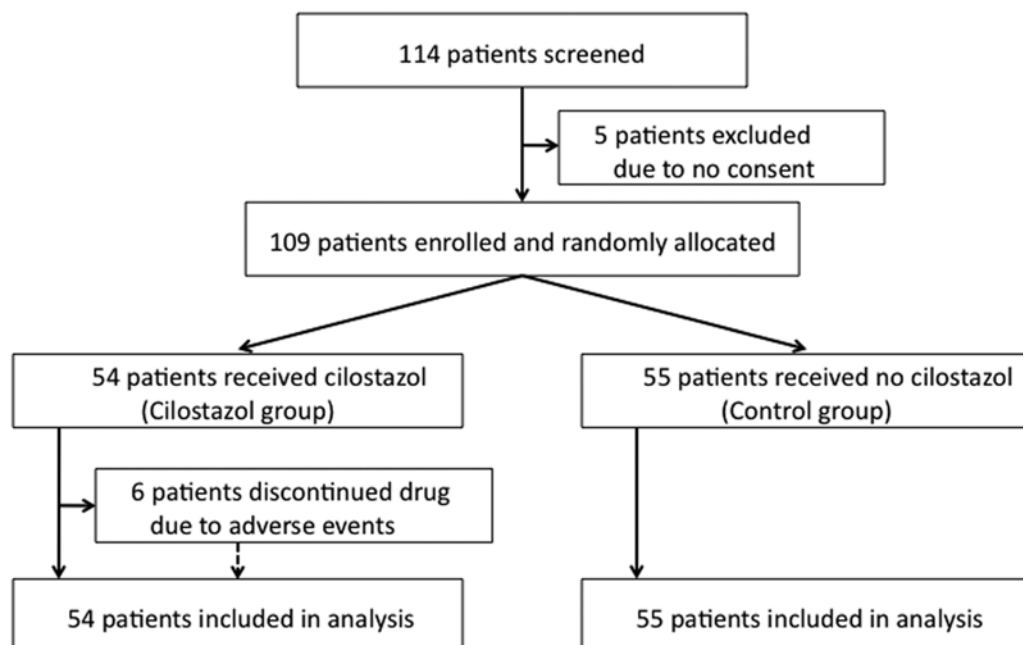 114 patients screened
5 patients excluded
due to no consent
109 patients enrolled and randomly allocated
54 patients received cilostazol
(Cilostazol group)
55 patients received no cilostazol
(Control group)
6 patients discontinued drug
due to adverse events
54 patients included in analysis
55 patients included in analysis